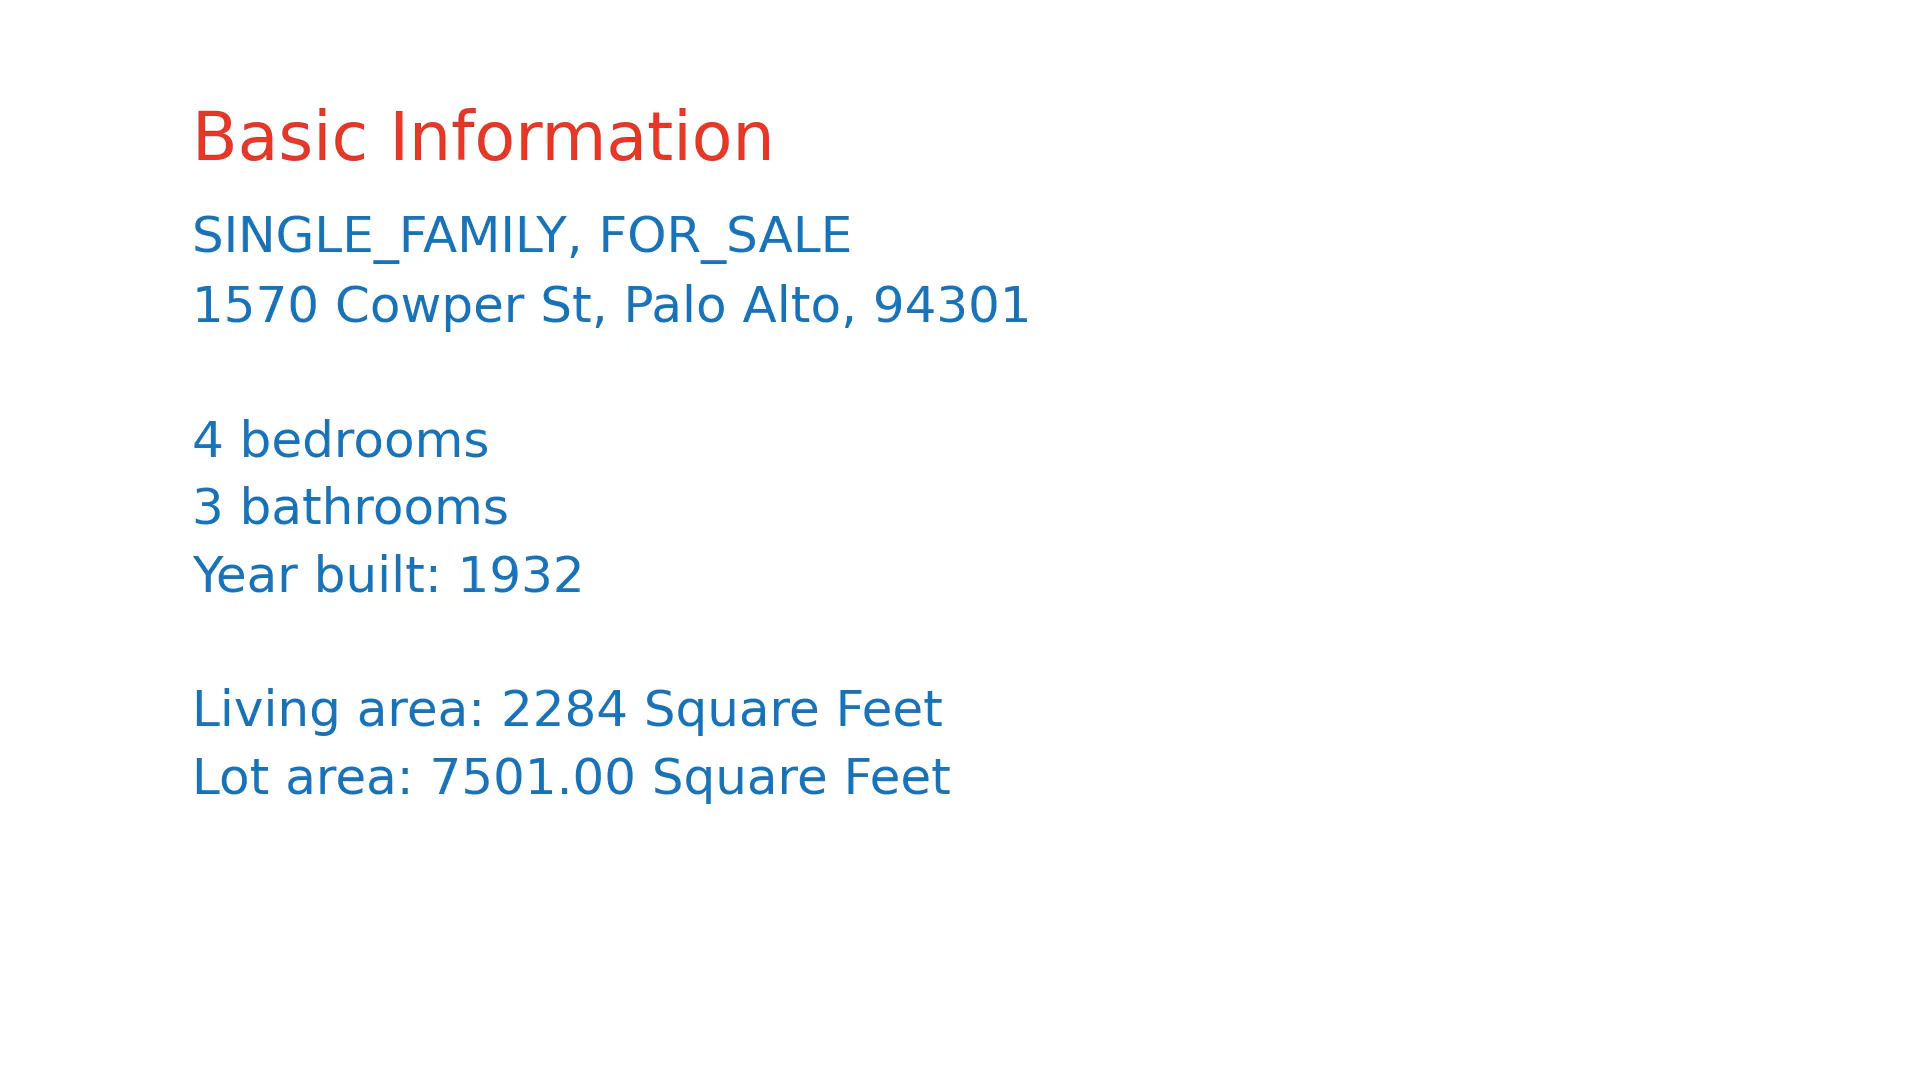 Basic Information
SINGLE_FAMILY, FOR_SALE
1570 Cowper St, Palo Alto, 94301
4 bedrooms
3 bathrooms
Year built: 1932
Living area: 2284 Square Feet
Lot area: 7501.00 Square Feet